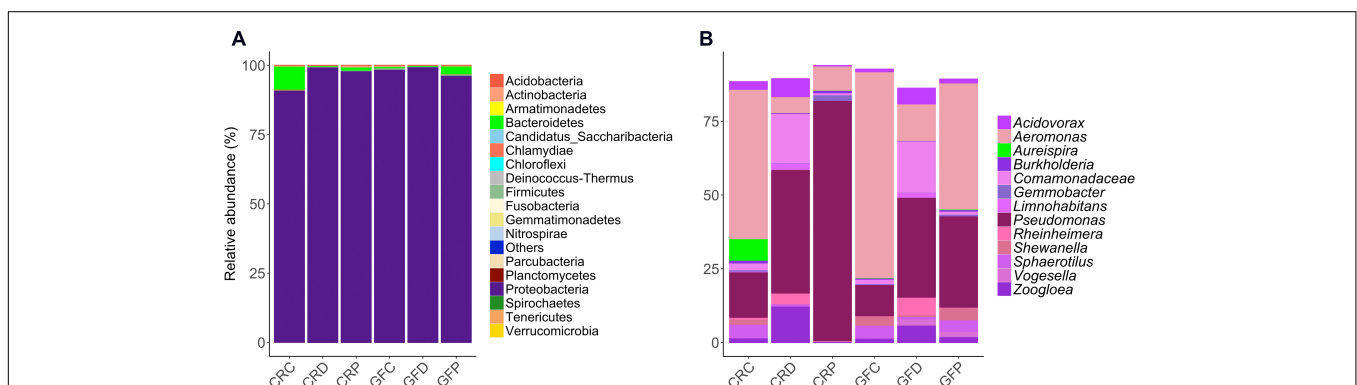 A
Relative abundance (%)
100
75
50
25
0
CRC
CRD
CRP
GFC
GFD
GFP
Acidobacteria
Actinobacteria
Armatimonadetes
Bacteroidetes
Candidatus_Saccharibacteria
Chlamydiae
Chloroflexi
Deinococcus-Thermus
Firmicutes
Fusobacteria
Gemmatimonadetes
Nitrospirae
Others
Parcubacteria
Planctomycetes
Proteobacteria
Spirochaetes
Tenericutes
Verrucomicrobia
B
75
50
25
0
CRC
CRD
CRP
GFC
GFD
GFP
Acidovorax
Aeromonas
Aureispira
Burkholderia
Comamonadaceae
Gemmobacter
Limnohabitans
Pseudomonas
Rheinheimera
Shewanella
Sphaerotilus
Vogesella
Zoogloea